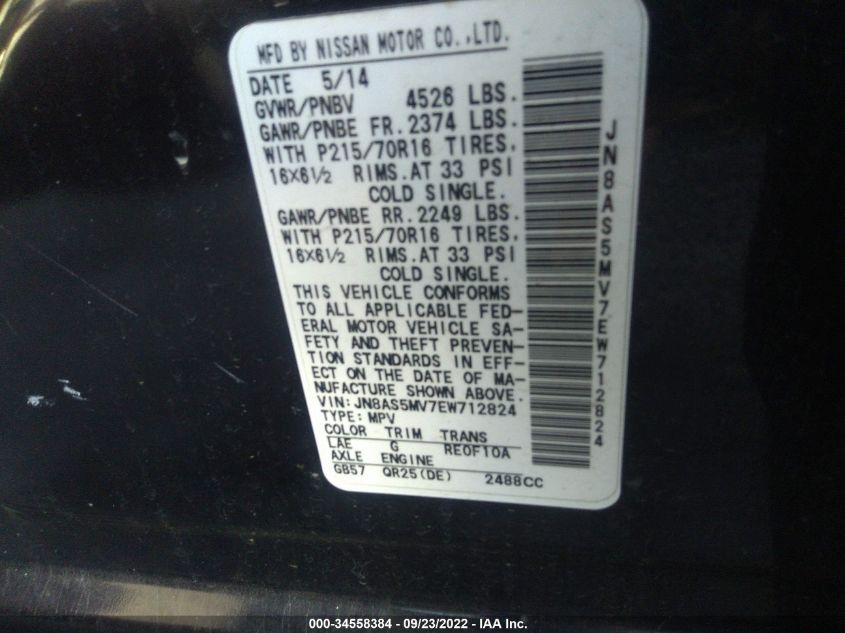 MFD BY NISSAN MOTOR CO.,LTD.
DATE 5/14
GVWR/PNBV 4526 LBS.
GAWR/PNBE FR. 2374 LBS.
WITH P215/70R16 TIRES,
16X6½ RIMS.AT 33 PSI
COLD SINGLE.
GAWR/PNBE RR. 2249 LBS.
WITH P215/70R16 TIRES,
16X6½ RIMS.AT 33 PSI
COLD SINGLE.
THIS VEHICLE CONFORMS
TO ALL APPLICABLE FED-
ERAL MOTOR VEHICLE SA-
FETY AND THEFT PREVEN-
TION STANDARDS IN EFF-
ECT ON THE DATE OF MA-
NUFACTURE SHOWN ABOVE.
VIN: JN8AS5MV7EW712824
TYPE: MPV
COLOR TRIM TRANS
LAE G RE0F10A
AXLE ENGINE
GB57 QR25(DE) 2488CC
JN8AS5MV7EW712824
000-34558384 - 09/23/2022 - IAA Inc.